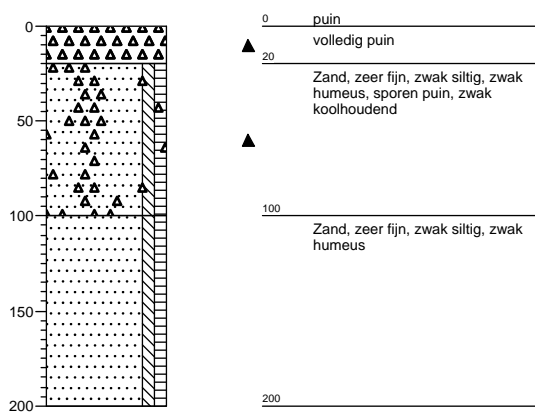 0
50
100
150
200
0
puin
volledig puin
20
Zand, zeer fijn, zwak siltig, zwak
humeus, sporen puin, zwak
koolhoudend
100
Zand, zeer fijn, zwak siltig, zwak
humeus
200